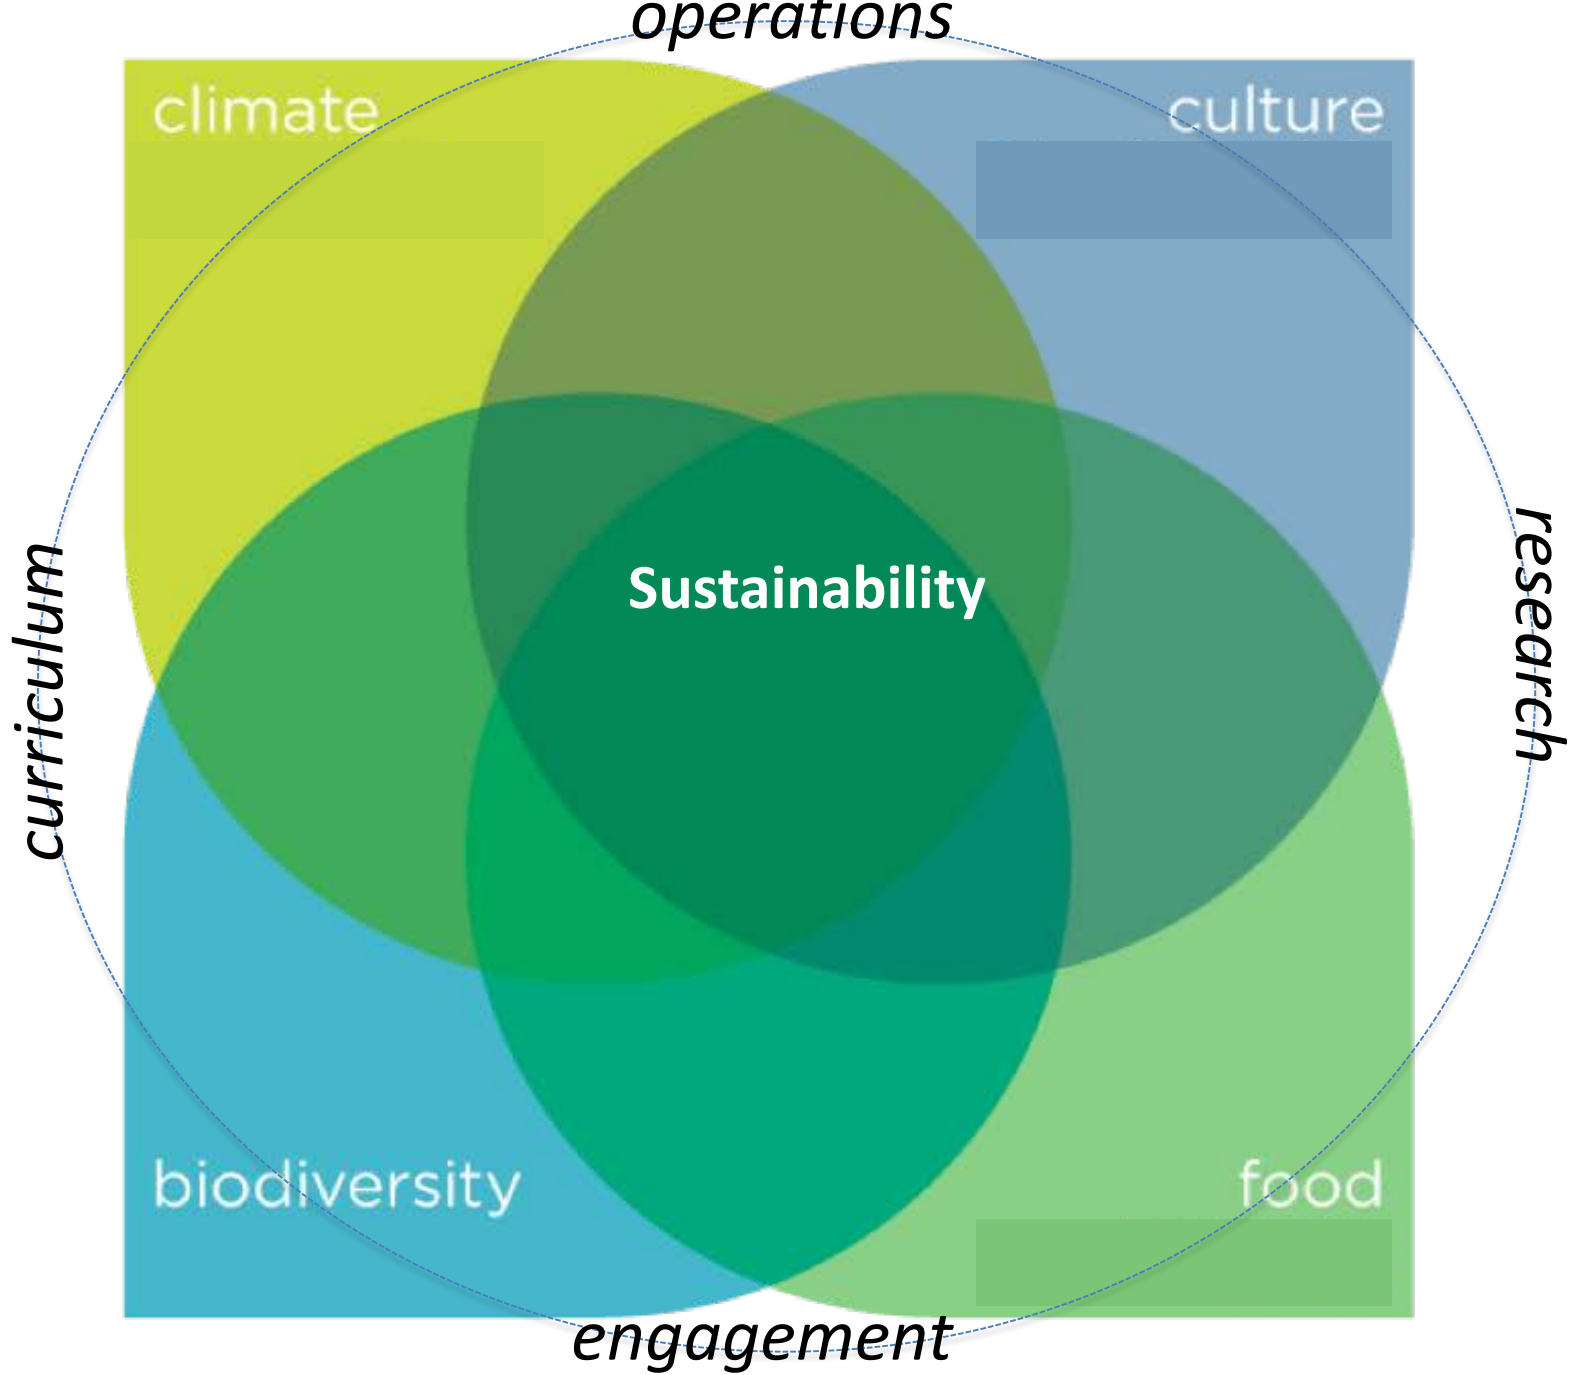 operations
climate
culture
Sustainability
curriculum
research
biodiversity
food
engagement